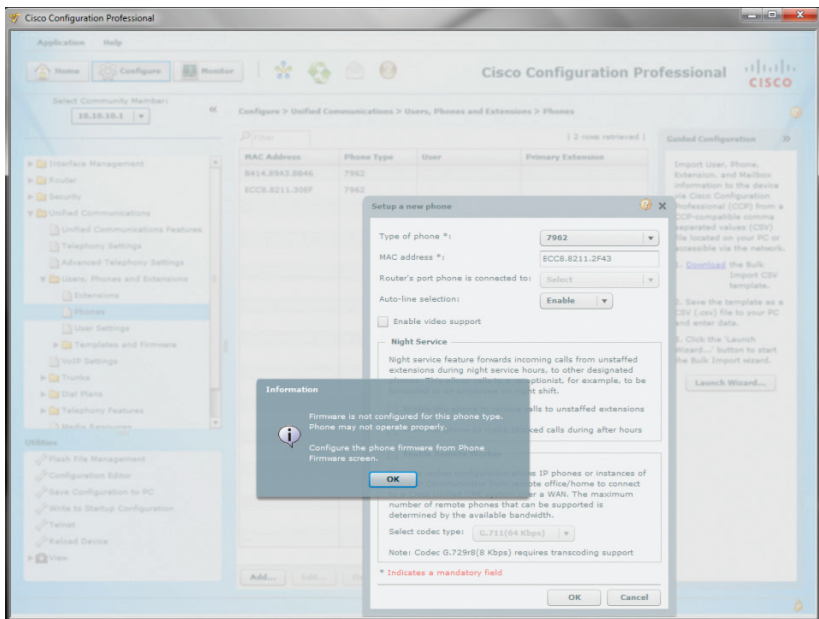 Cisco Configuration Professional
Application Help
Home Configure Monitor
Cisco Configuration Professional
CISCO
Select Community Member:
10.10.10.1
Configure > Unified Communications > Users, Phones and Extensions > Phones
Filter
| 2 rows retrieved |
MAC Address Phone Type User Primary Extension
8414.89A3.8B46 7962
ECC8.8211.308F 7962
Interface Management
Router
Security
Unified Communications
Unified Communications Features
Telephony Settings
Advanced Telephony Settings
Users, Phones and Extensions
Extensions
Phones
User Settings
Templates and Firmware
VoIP Settings
Trunks
Dial Plans
Telephony Features
Media Resources
Utilities
Flash File Management
Configuration Editor
Save Configuration to PC
Write to Startup Configuration
Telnet
Reload Device
View
Add... Edit...
Setup a new phone
Type of phone *: 7962
MAC address *: ECC8.8211.2F43
Router's port phone is connected to: Select
Auto-line selection: Enable
Enable video support
Night Service
Night service feature forwards incoming calls from unstaffed
extensions during night service hours, to other designated
optionist, for example, to be
shift.
calls to unstaffed extensions
calls during after hours
IP phones or instances of
office/home to connect
a WAN. The maximum
number of remote phones that can be supported is
determined by the available bandwidth.
Select codec type: G.711(64 Kbps)
Note: Codec G.729r8(8 Kbps) requires transcoding support
* Indicates a mandatory field
OK Cancel
Information
Firmware is not configured for this phone type.
Phone may not operate properly.
Configure the phone firmware from Phone
Firmware screen.
OK
Guided Configuration
Import User, Phone,
Extension, and Mailbox
information to the device
via Cisco Configuration
Professional (CCP) from a
CCP-compatible comma
separated values (CSV)
file located on your PC or
accessible via the network:
1. Download the Bulk
Import CSV
template.
2. Save the template as a
CSV (.csv) file to your PC
and enter data.
3. Click the 'Launch
Wizard...' button to start
the Bulk Import wizard.
Launch Wizard...